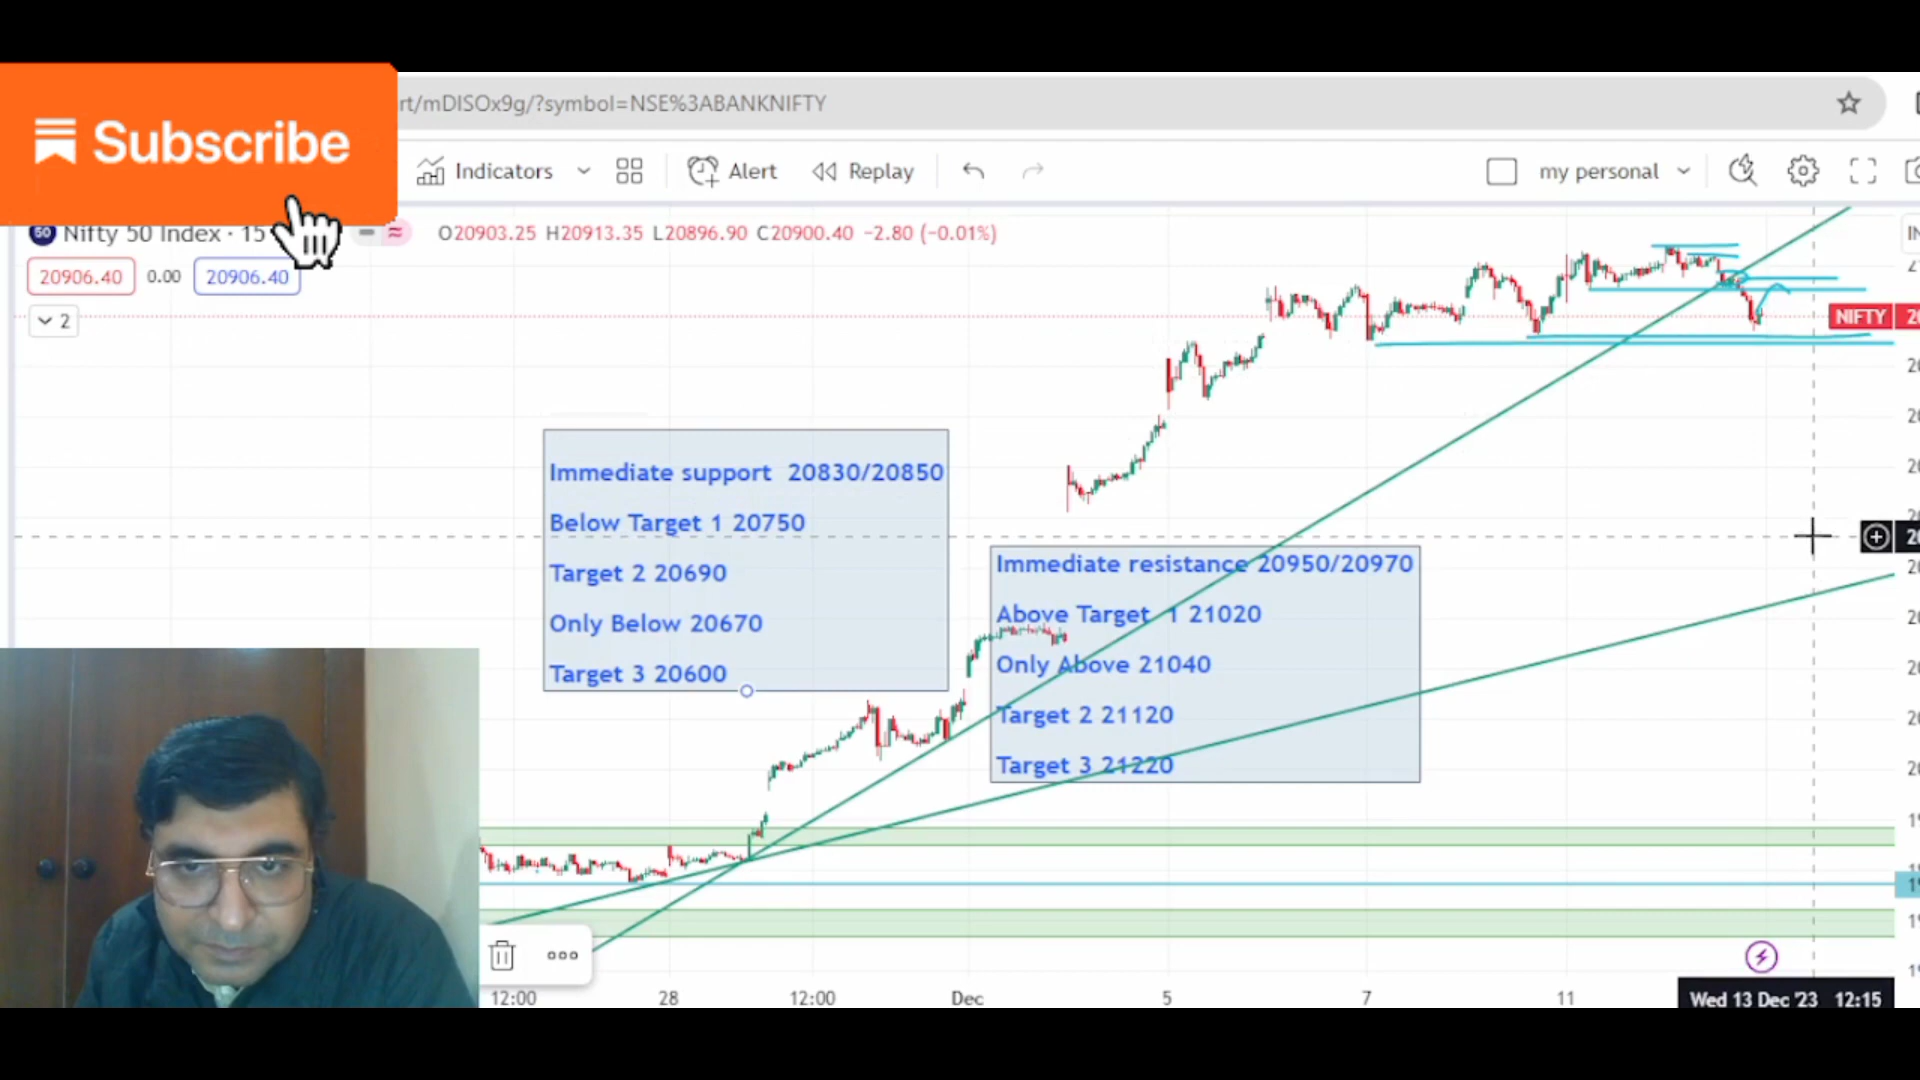 rt/mDISOx9g/?symbol=NSE%3ABANKNIFTY
Subscribe
Indicators
Alert
Replay
my personal
50 Nifty 50 Index · 15
O20903.25 H20913.35 L20896.90 C20900.40 -2.80 (-0.01%)
20906.40 0.00 20906.40
2
NIFTY
Immediate support 20830/20850
Below Target 1 20750
Target 2 20690
Only Below 20670
Target 3 20600
Immediate resistance 20950/20970
Above Target 1 21020
Only Above 21040
Target 2 21120
Target 3 21220
12:00 28 12:00 Dec 5 7 11
Wed 13 Dec '23 12:15